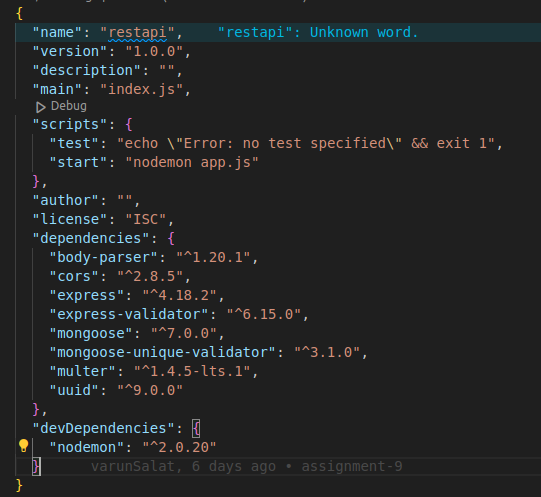 {
"name": "restapi", "restapi": Unknown word.
"version": "1.0.0",
"description": "",
"main": "index.js",
Debug
"scripts": {
"test": "echo \"Error: no test specified\" && exit 1",
"start": "nodemon app.js"
},
"author": "",
"license": "ISC",
"dependencies": {
"body-parser": "^1.20.1",
"cors": "^2.8.5",
"express": "^4.18.2",
"express-validator": "^6.15.0",
"mongoose": "^7.0.0",
"mongoose-unique-validator": "^3.1.0",
"multer": "^1.4.5-lts.1",
"uuid": "^9.0.0"
},
"devDependencies": {
"nodemon": "^2.0.20"
} varunSalat, 6 days ago • assignment-9
}